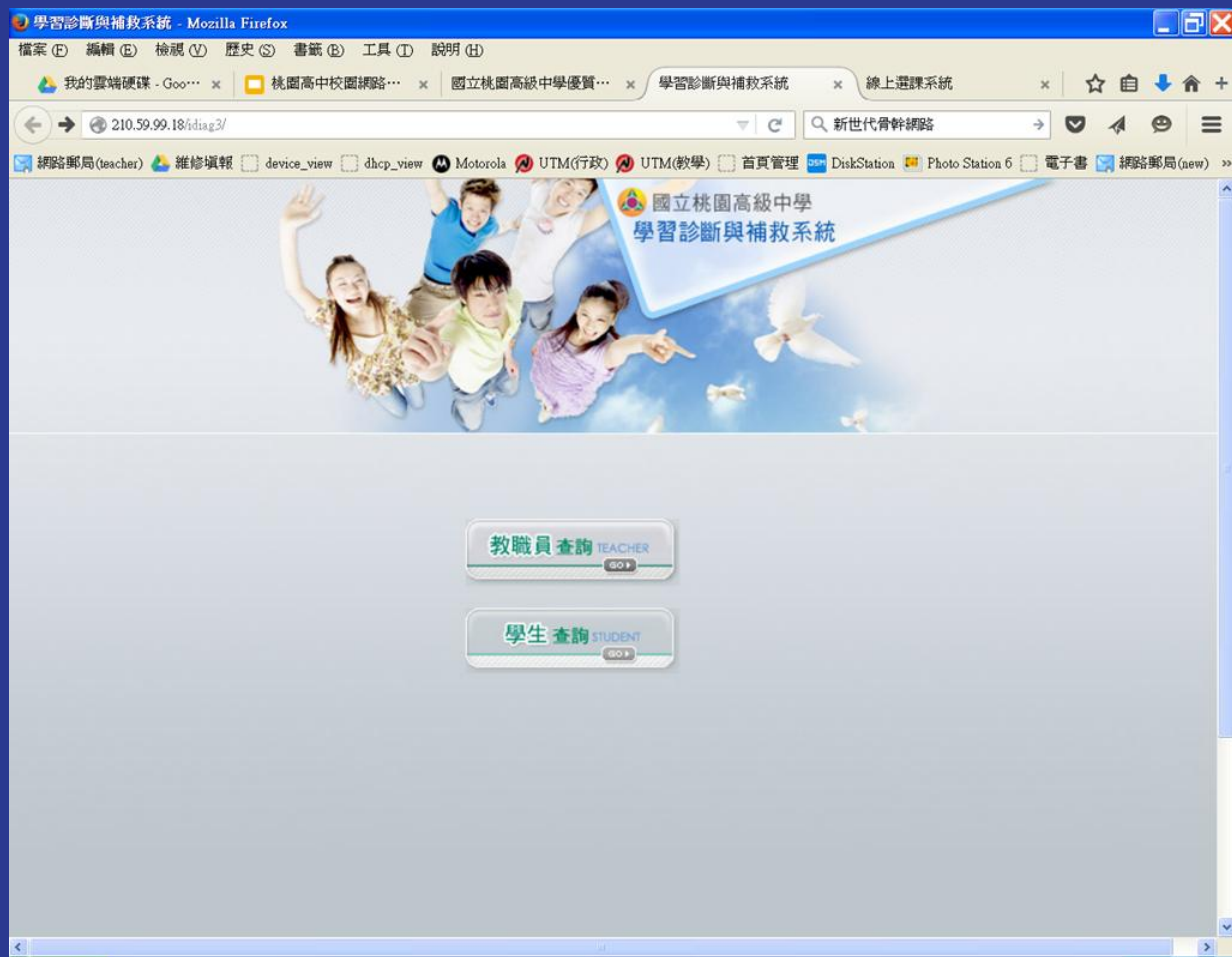 學習診斷與補救系統 - Mozilla Firefox
檔案(F) 編輯(E) 檢視(V) 歷史(S) 書籤(B) 工具(T) 說明(H)
我的雲端硬碟 - Goo… 桃園高中校園網路… 國立桃園高級中學優質… 學習診斷與補救系統 線上選課系統
210.59.99.18/idiag3/ 新世代骨幹網路
網路郵局(teacher) 維修填報 device_view dhcp_view Motorola UTM(行政) UTM(教學) 首頁管理 DSM DiskStation Photo Station 6 電子書 網路郵局(new) »
國立桃園高級中學
學習診斷與補救系統
教職員 查詢 TEACHER
GO
學生 查詢 STUDENT
GO